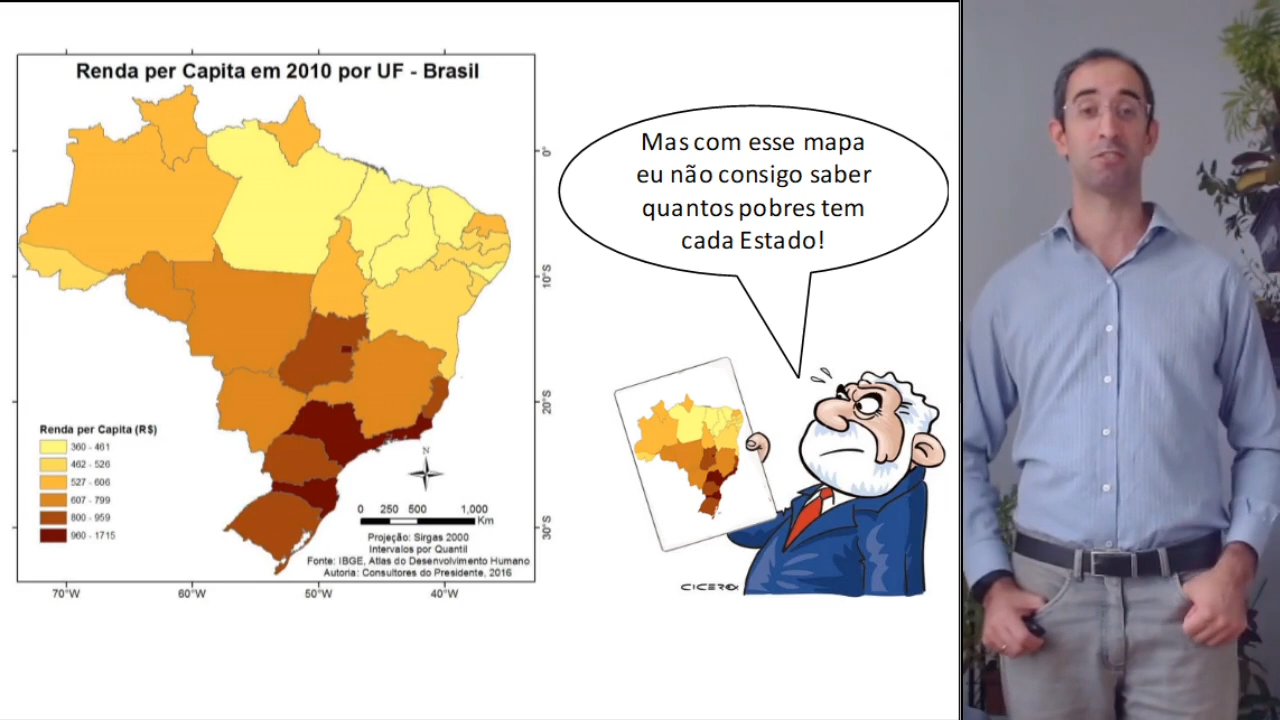 Renda per Capita em 2010 por UF - Brasil
Mas com esse mapa
eu não consigo saber
quantos pobres tem
cada Estado!
0°
10°S
20°S
30°S
Renda per Capita (R$)
360 - 461
462 - 526
527 - 606
607 - 799
800 - 959
960 - 1715
N
0 250 500 1,000
Km
Projeção: Sirgas 2000
Intervalos por Quantil
Fonte: IBGE, Atlas do Desenvolvimento Humano
Autoria: Consultores do Presidente, 2016
70°W 60°W 50°W 40°W
CICERO